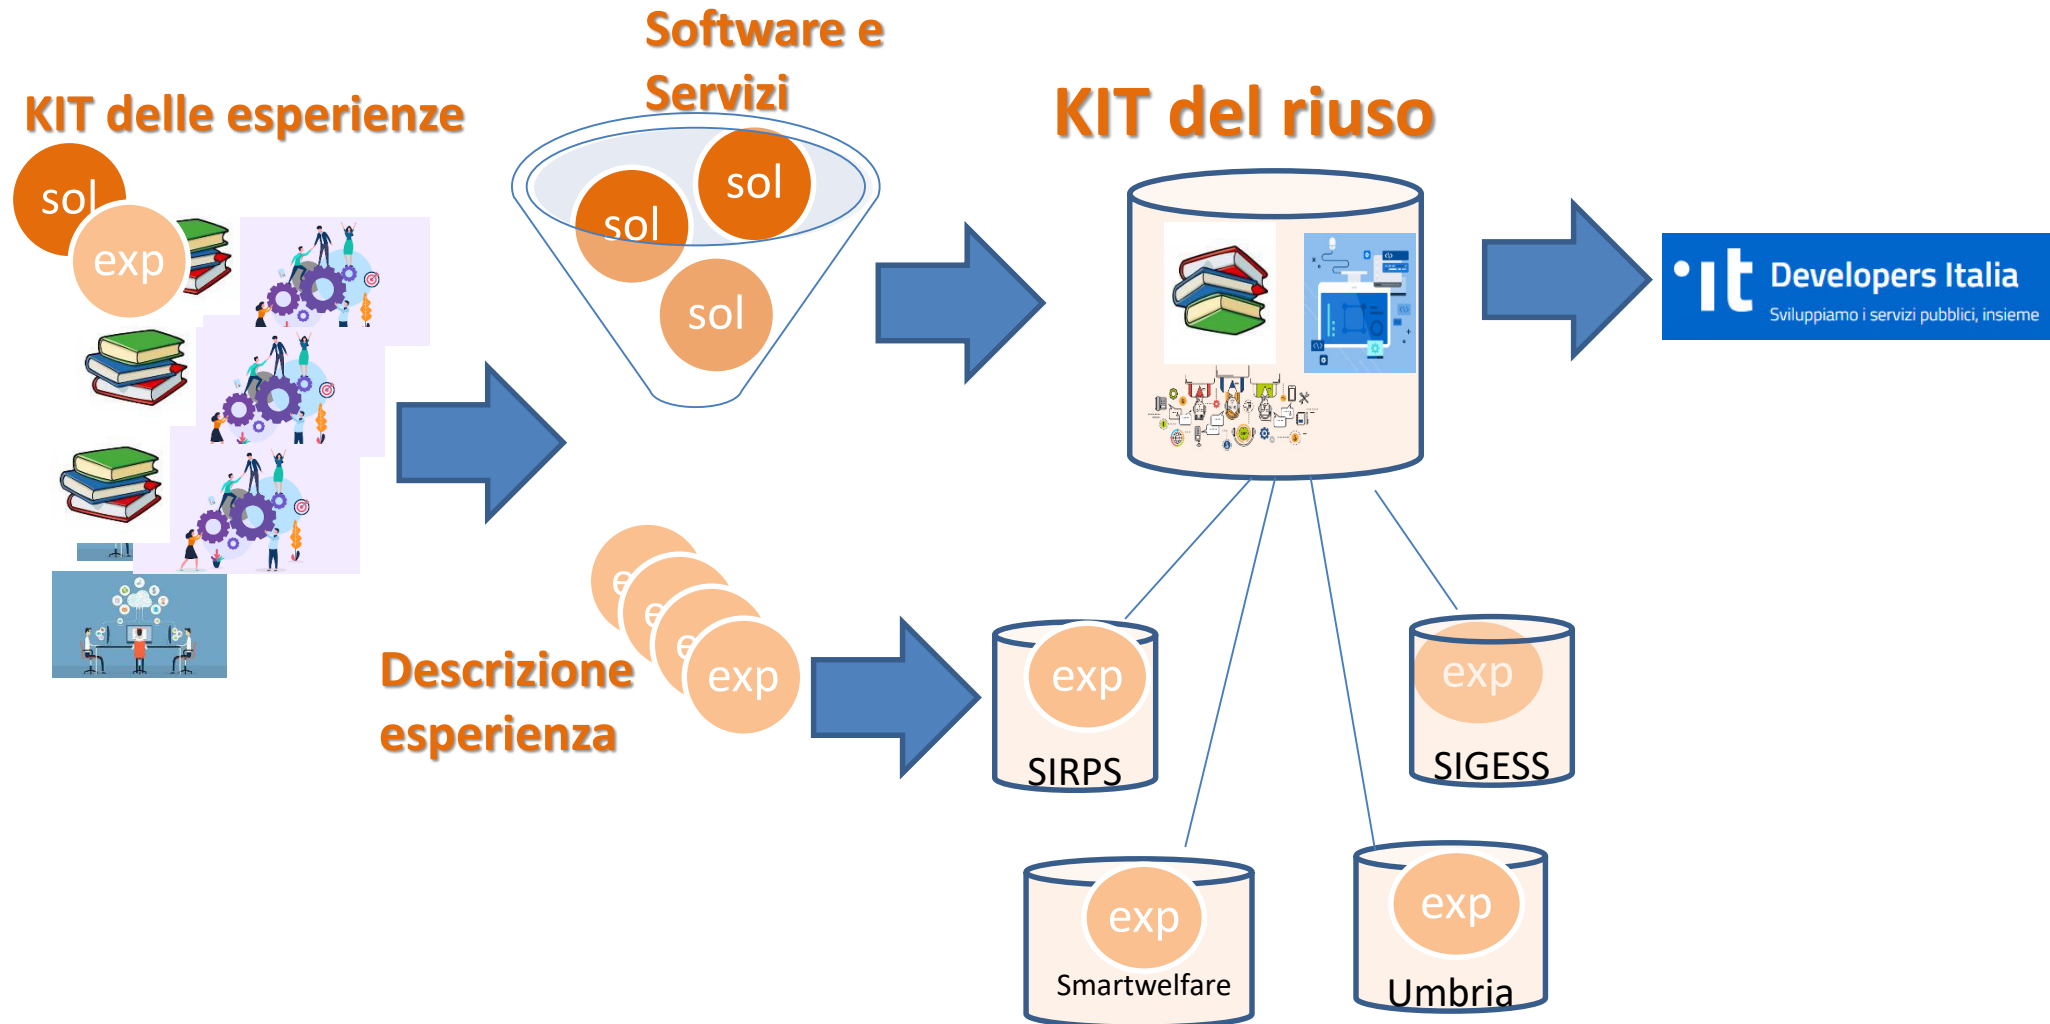 Software e
Servizi
KIT delle esperienze
KIT del riuso
sol
exp
sol
sol
sol
Developers Italia
Sviluppiamo i servizi pubblici, insieme
Descrizione
esperienza
e
e
e
exp
exp
SIRPS
exp
SIGESS
exp
Smartwelfare
exp
Umbria